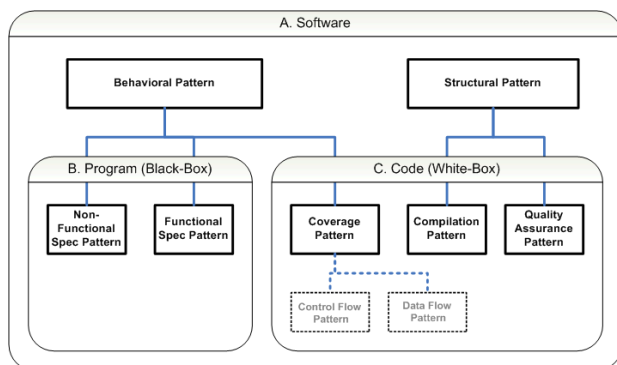 A. Software
Behavioral Pattern
Structural Pattern
B. Program (Black-Box)
C. Code (White-Box)
Non-
Functional
Spec Pattern
Functional
Spec Pattern
Coverage
Pattern
Compilation
Pattern
Quality
Assurance
Pattern
Control Flow
Pattern
Data Flow
Pattern